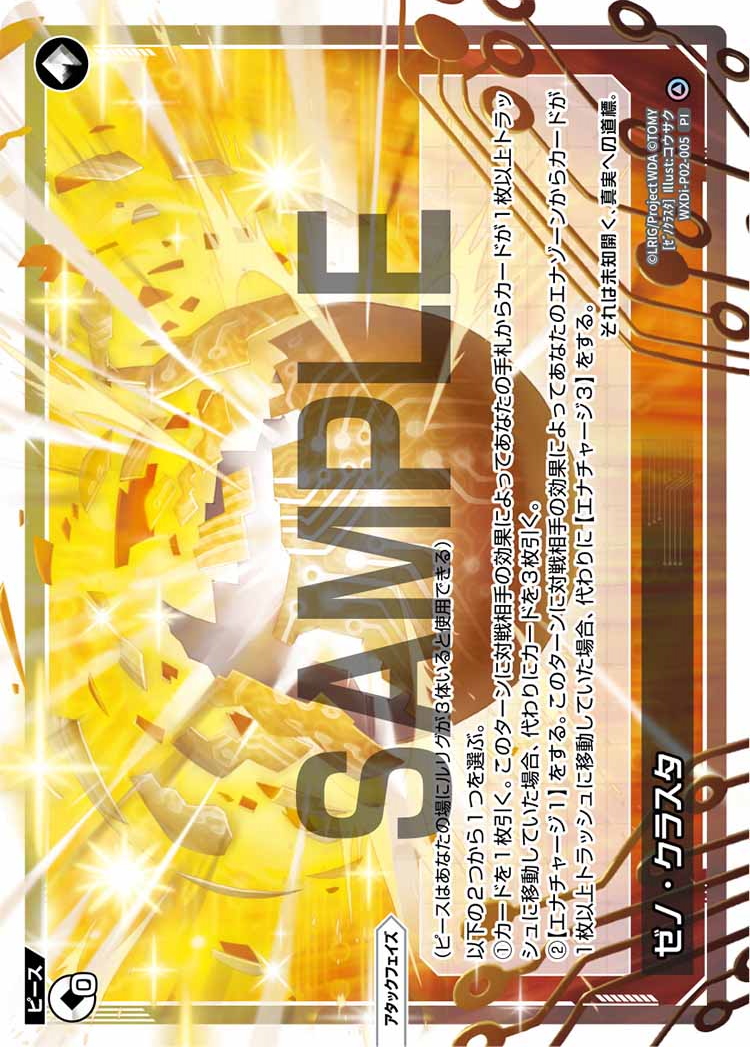 ピース
0
SAMPLE
アタックフェイズ
(ピースはあなたの場にルリグが3体いると使用できる)
以下の2つから1つを選ぶ。
①カードを1枚引く。このターンに対戦相手の効果によってあなたの手札からカードが1枚以上トラッ
シュに移動していた場合、代わりにカードを3枚引く。
②【エナチャージ1】をする。このターンに対戦相手の効果によってあなたのエナゾーンからカードが
1枚以上トラッシュに移動していた場合、代わりに【エナチャージ3】をする。
それは未知開く、真実への道標。
ゼノ・クラスタ
©LRIG/Project WDA ©TOMY
[ゼノクラスタ] Illust:コウサク
WXDi-P02-005 PI